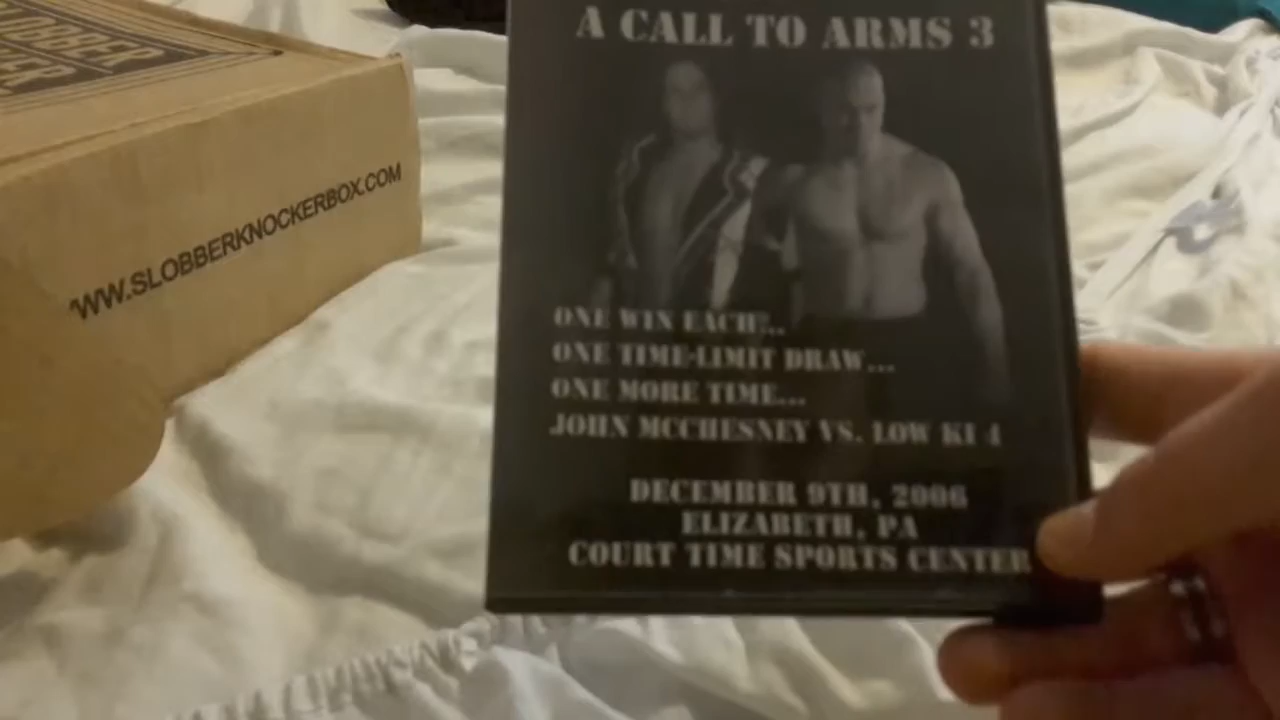 WWW.SLOBBERKNOCKERBOX.COM
A CALL TO ARMS 3
ONE WIN EACH...
ONE TIME-LIMIT DRAW...
ONE MORE TIME...
JOHN MCCHESNEY VS. LOW KI 4
DECEMBER 9TH, 2006
ELIZABETH, PA
COURT TIME SPORTS CENTER